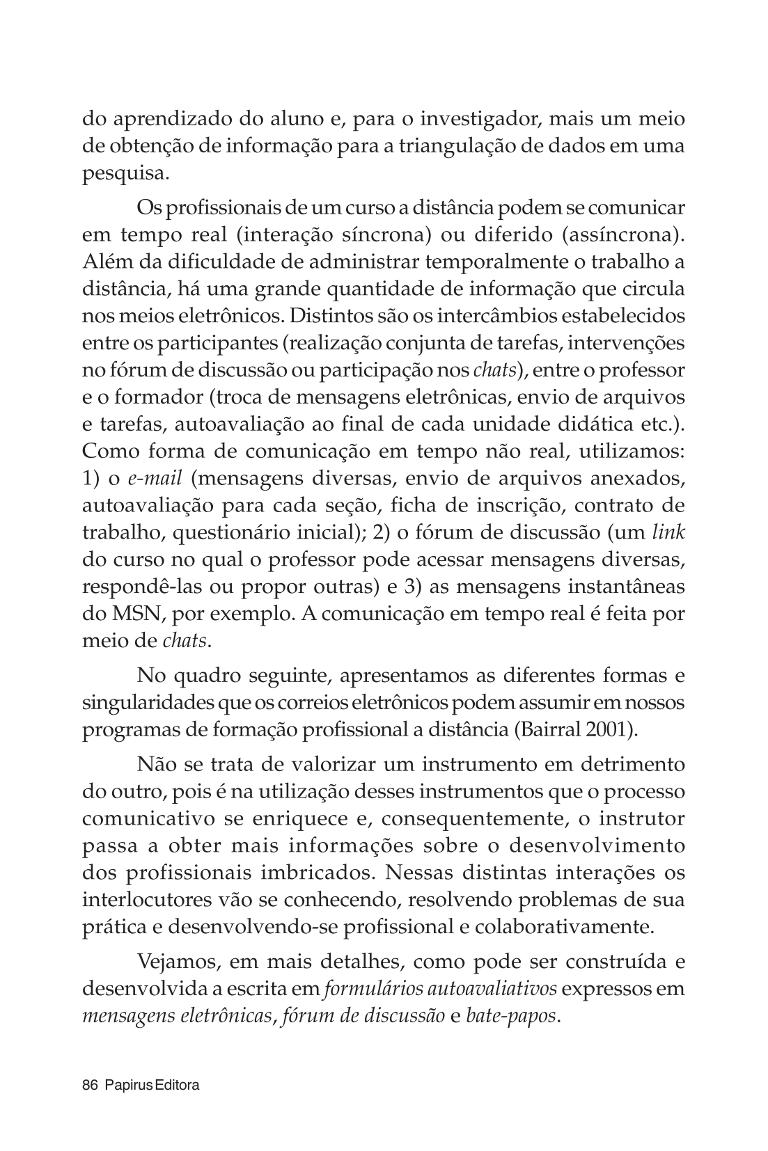 do aprendizado do aluno e, para o investigador, mais um meio
de obtenção de informação para a triangulação de dados em uma
pesquisa.
Os profissionais de um curso a distância podem se comunicar
em tempo real (interação síncrona) ou diferido (assíncrona).
Além da dificuldade de administrar temporalmente o trabalho a
distância, há uma grande quantidade de informação que circula
nos meios eletrônicos. Distintos são os intercâmbios estabelecidos
entre os participantes (realização conjunta de tarefas, intervenções
no fórum de discussão ou participação nos chats), entre o professor
e o formador (troca de mensagens eletrônicas, envio de arquivos
e tarefas, autoavaliação ao final de cada unidade didática etc.).
Como forma de comunicação em tempo não real, utilizamos:
1) o e-mail (mensagens diversas, envio de arquivos anexados,
autoavaliação para cada seção, ficha de inscrição, contrato de
trabalho, questionário inicial); 2) o fórum de discussão (um link
do curso no qual o professor pode acessar mensagens diversas,
respondê-las ou propor outras) e 3) as mensagens instantâneas
do MSN, por exemplo. A comunicação em tempo real é feita por
meio de chats.
No quadro seguinte, apresentamos as diferentes formas e
singularidades que os correios eletrônicos podem assumir em nossos
programas de formação profissional a distância (Bairral 2001).
Não se trata de valorizar um instrumento em detrimento
do outro, pois é na utilização desses instrumentos que o processo
comunicativo se enriquece e, consequentemente, o instrutor
passa a obter mais informações sobre o desenvolvimento
dos profissionais imbricados. Nessas distintas interações os
interlocutores vão se conhecendo, resolvendo problemas de sua
prática e desenvolvendo-se profissional e colaborativamente.
Vejamos, em mais detalhes, como pode ser construída e
desenvolvida a escrita em formulários autoavaliativos expressos em
mensagens eletrônicas, fórum de discussão e bate-papos.
86 Papirus Editora